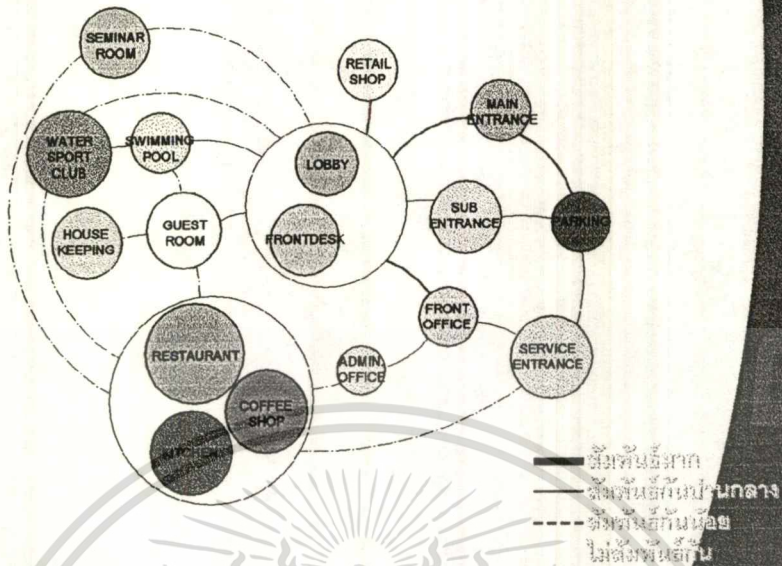 SEMINAR
ROOM
RETAIL
SHOP
MAIN
ENTRANCE
WATER
SPORT
CLUB
SWIMMING
POOL
LOBBY
HOUSE
KEEPING
GUEST
ROOM
FRONTDESK
SUB
ENTRANCE
PARKING
FRONT
OFFICE
SERVICE
ENTRANCE
RESTAURANT
ADMIN.
OFFICE
COFFEE
SHOP
KITCHEN
สัมพันธ์มาก
สัมพันธ์กันปานกลาง
สัมพันธ์กันน้อย
ไม่สัมพันธ์กัน